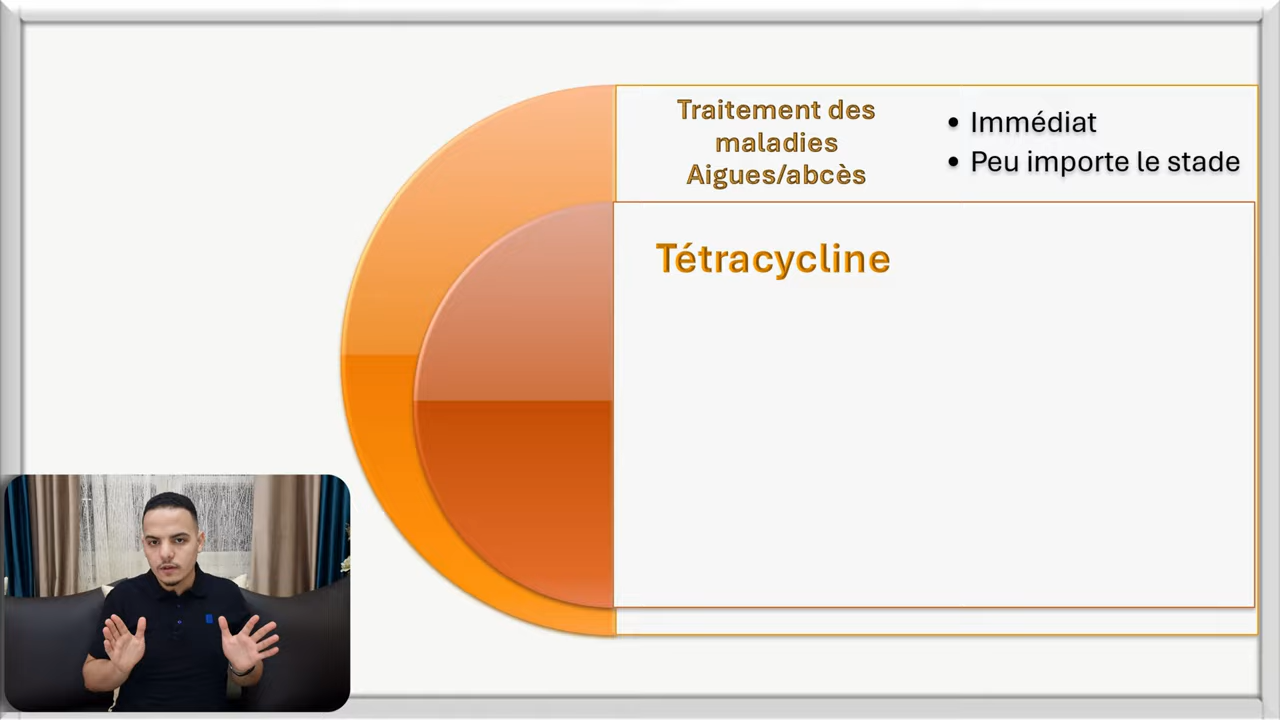 Traitement des
maladies
Aigues/abcès
• Immédiat
• Peu importe le stade
Tétracycline